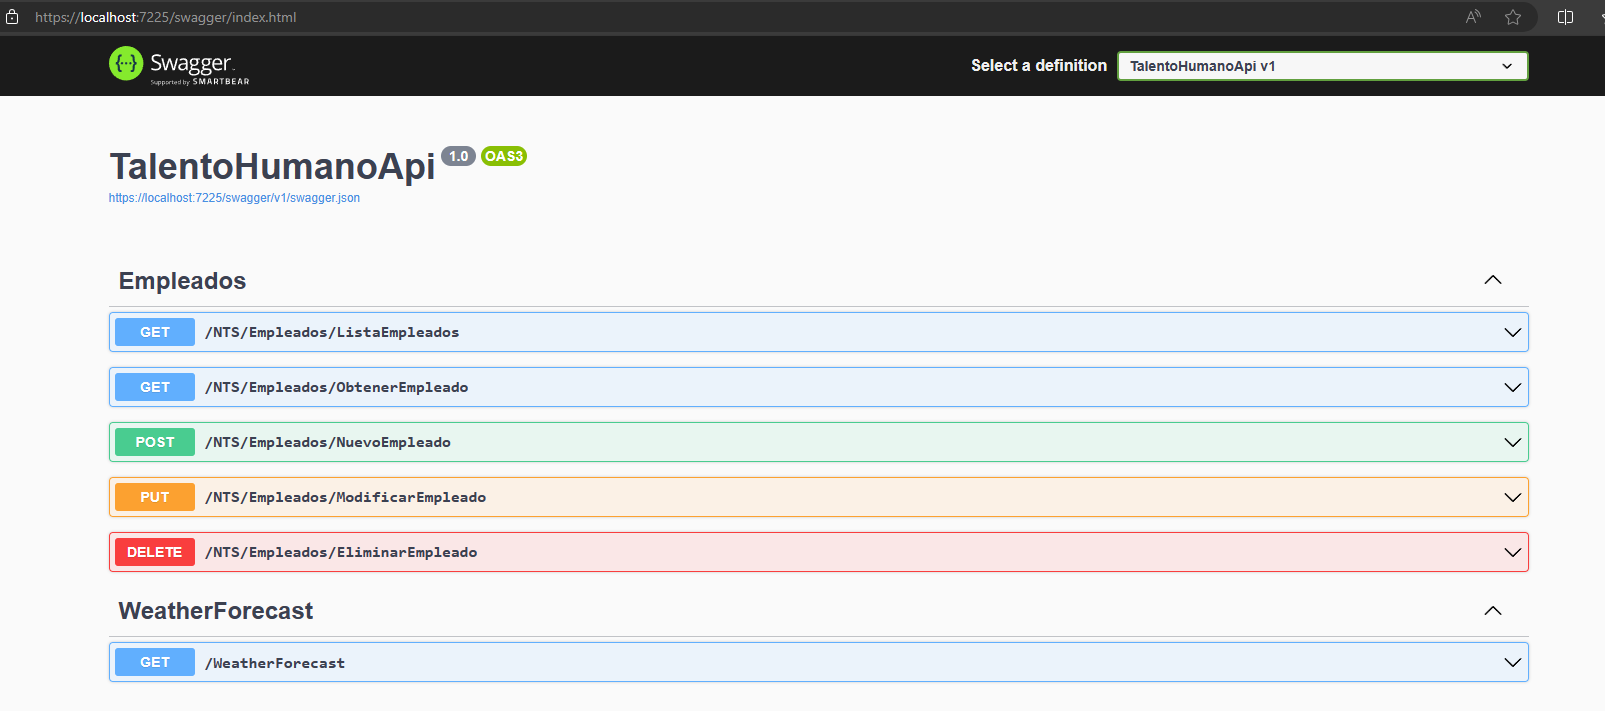 https://localhost:7225/swagger/index.html
Swagger
Supported by SMARTBEAR
Select a definition
TalentoHumanoApi v1
TalentoHumanoApi 1.0 OAS3
https://localhost:7225/swagger/v1/swagger.json
Empleados
GET /NTS/Empleados/ListaEmpleados
GET /NTS/Empleados/ObtenerEmpleado
POST /NTS/Empleados/NuevoEmpleado
PUT /NTS/Empleados/ModificarEmpleado
DELETE /NTS/Empleados/EliminarEmpleado
WeatherForecast
GET /WeatherForecast